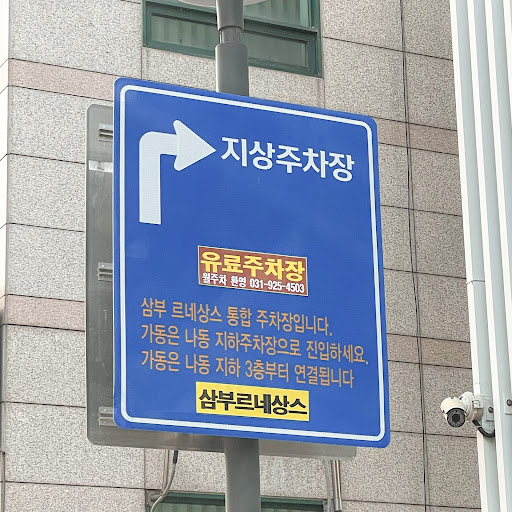 지상주차장
유료주차장
월주차 환영 031-925-4503
삼부 르네상스 통합 주차장입니다.
가동은 나동 지하주차장으로 진입하세요.
가동은 나동 지하 3층부터 연결됩니다
삼부르네상스